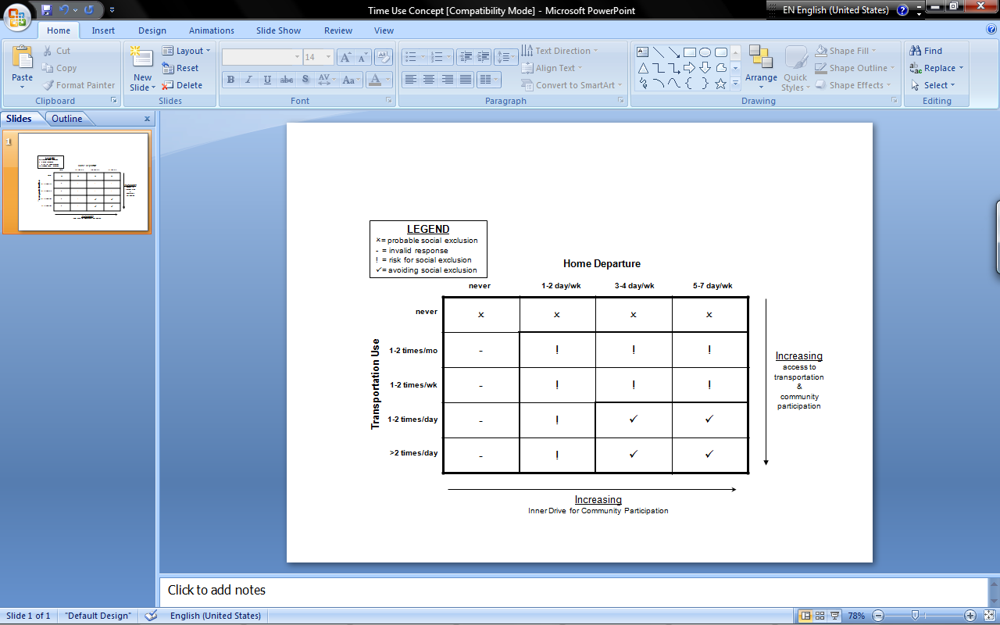 Time Use Concept [Compatibility Mode] - Microsoft PowerPoint
EN English (United States)
Home Insert Design Animations Slide Show Review View
Paste
Cut
Copy
Format Painter
Clipboard
New Slide
Layout
Reset
Delete
Slides
14
B I U abc S AV Aa A
Font
Text Direction
Align Text
Convert to SmartArt
Paragraph
Arrange
Quick Styles
Shape Fill
Shape Outline
Shape Effects
Drawing
Find
Replace
Select
Editing
Slides Outline x
1
LEGEND
×= probable social exclusion
- = invalid response
! = risk for social exclusion
✓= avoiding social exclusion
Home Departure
never 1-2 day/wk 3-4 day/wk 5-7 day/wk
Transportation Use
never x x x x
1-2 times/mo - ! ! !
1-2 times/wk - ! ! !
1-2 times/day - ! ✓ ✓
>2 times/day - ! ✓ ✓
Increasing
access to
transportation
&
community
participation
Increasing
Inner Drive for Community Participation
Click to add notes
Slide 1 of 1 "Default Design" English (United States) 78%